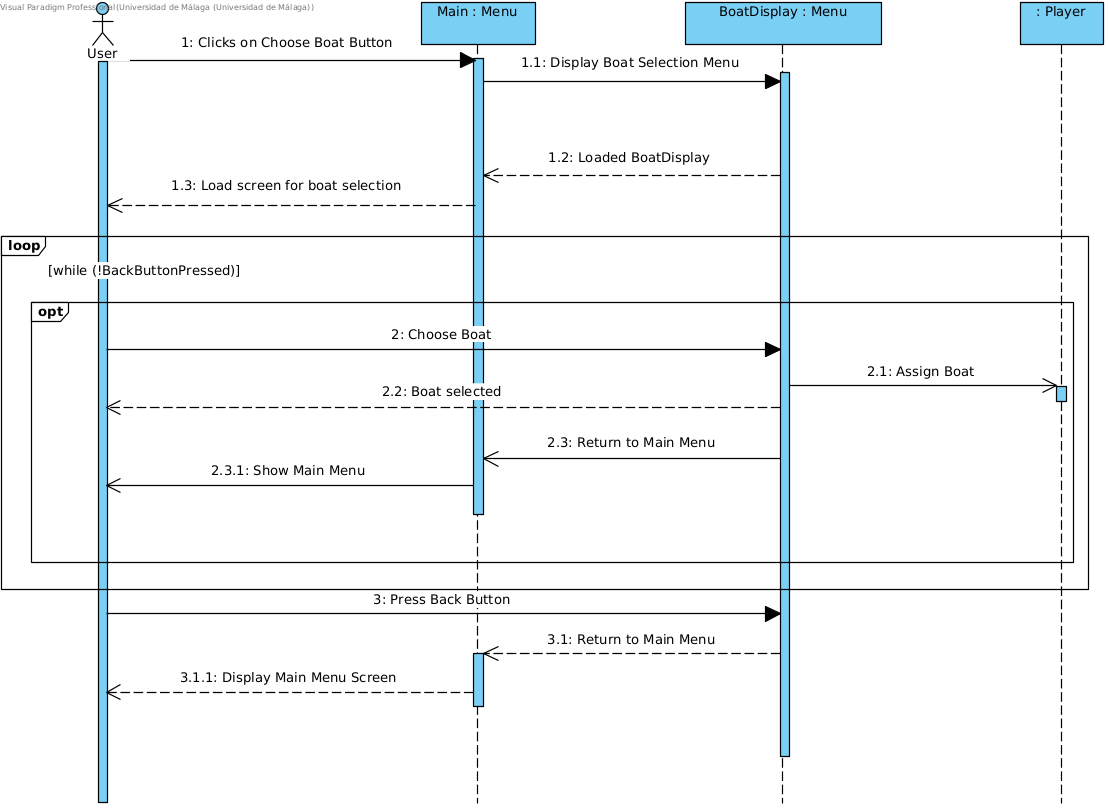 Visual Paradigm Professional(Universidad de Málaga (Universidad de Málaga))
Main : Menu
BoatDisplay : Menu
: Player
User
1: Clicks on Choose Boat Button
1.1: Display Boat Selection Menu
1.2: Loaded BoatDisplay
1.3: Load screen for boat selection
loop
[while (!BackButtonPressed)]
opt
2: Choose Boat
2.1: Assign Boat
2.2: Boat selected
2.3: Return to Main Menu
2.3.1: Show Main Menu
3: Press Back Button
3.1: Return to Main Menu
3.1.1: Display Main Menu Screen